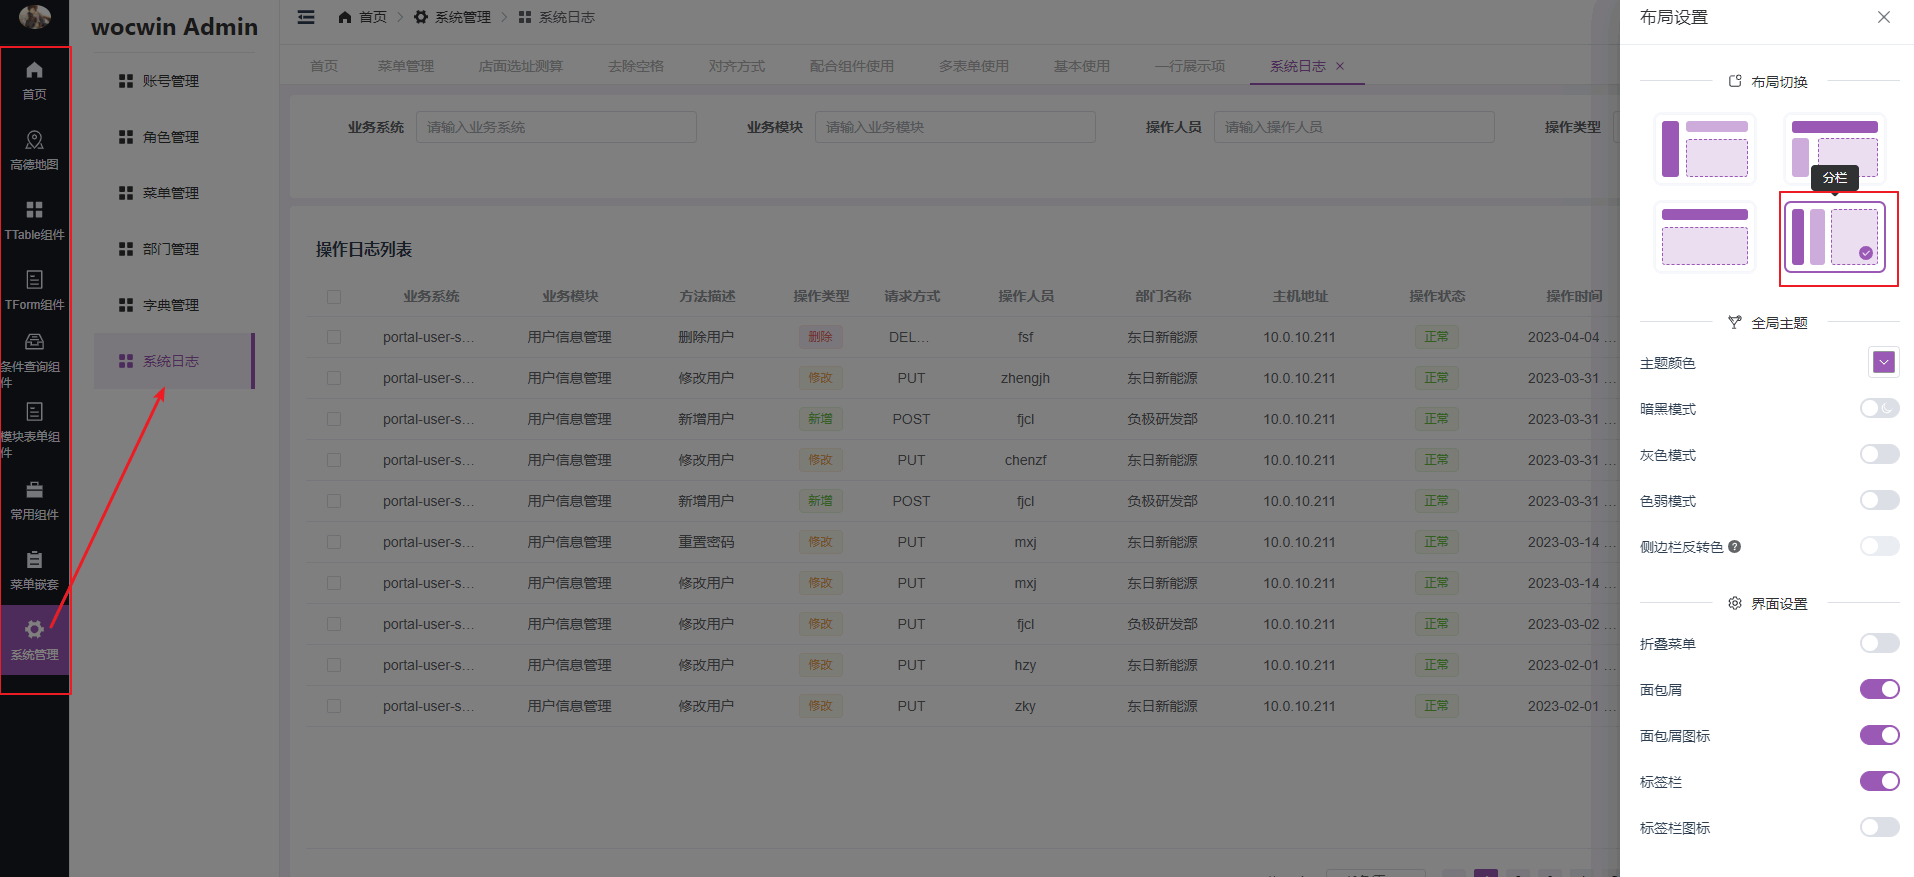 首页
高德地图
TTable组件
TForm组件
条件查询组
件
模块表单组
件
常用组件
菜单嵌套
系统管理
wocwin Admin
账号管理
角色管理
菜单管理
部门管理
字典管理
系统日志
首页 > 系统管理 > 系统日志
首页 菜单管理 店面选址测算 去除空格 对齐方式 配合组件使用 多表单使用 基本使用 一行展示项 系统日志 ×
业务系统 请输入业务系统 业务模块 请输入业务模块 操作人员 请输入操作人员 操作类型
操作日志列表
业务系统 业务模块 方法描述 操作类型 请求方式 操作人员 部门名称 主机地址 操作状态 操作时间
portal-user-s... 用户信息管理 删除用户 删除 DEL... fsf 东日新能源 10.0.10.211 正常 2023-04-04 ...
portal-user-s... 用户信息管理 修改用户 修改 PUT zhengjh 东日新能源 10.0.10.211 正常 2023-03-31 ...
portal-user-s... 用户信息管理 新增用户 新增 POST fjcl 负极研发部 10.0.10.211 正常 2023-03-31 ...
portal-user-s... 用户信息管理 修改用户 修改 PUT chenzf 东日新能源 10.0.10.211 正常 2023-03-31 ...
portal-user-s... 用户信息管理 新增用户 新增 POST fjcl 负极研发部 10.0.10.211 正常 2023-03-31 ...
portal-user-s... 用户信息管理 重置密码 修改 PUT mxj 东日新能源 10.0.10.211 正常 2023-03-14 ...
portal-user-s... 用户信息管理 修改用户 修改 PUT mxj 东日新能源 10.0.10.211 正常 2023-03-14 ...
portal-user-s... 用户信息管理 修改用户 修改 PUT fjcl 负极研发部 10.0.10.211 正常 2023-03-02 ...
portal-user-s... 用户信息管理 修改用户 修改 PUT hzy 东日新能源 10.0.10.211 正常 2023-02-01 ...
portal-user-s... 用户信息管理 修改用户 修改 PUT zky 东日新能源 10.0.10.211 正常 2023-02-01 ...
布局设置
布局切换
分栏
全局主题
主题颜色
暗黑模式
灰色模式
色弱模式
侧边栏反转色 ?
界面设置
折叠菜单
面包屑
面包屑图标
标签栏
标签栏图标